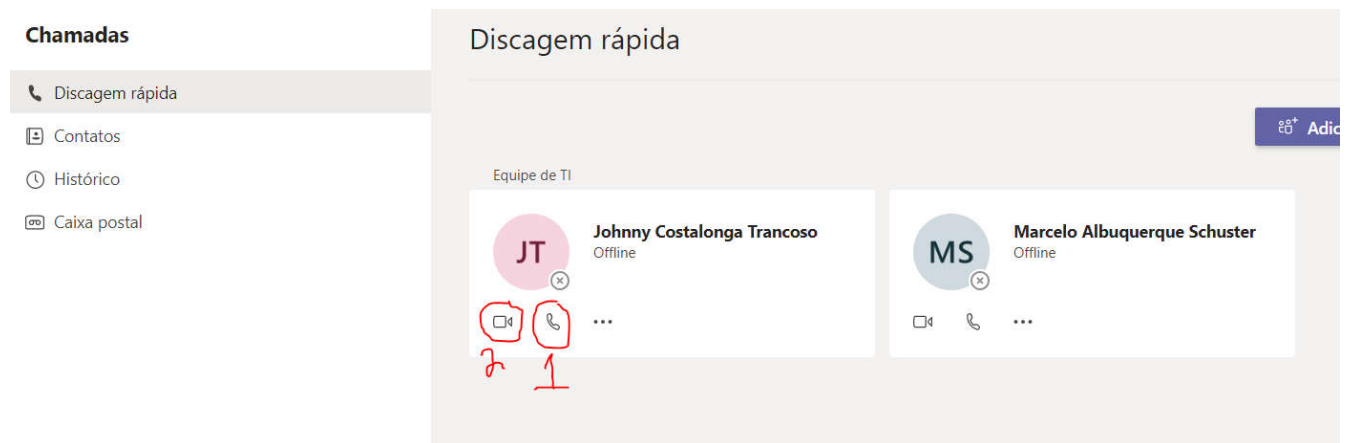 Chamadas
Discagem rápida
Contatos
Histórico
Caixa postal
Discagem rápida
Adic
Equipe de TI
JT
Johnny Costalonga Trancoso
Offline
MS
Marcelo Albuquerque Schuster
Offline
2 1